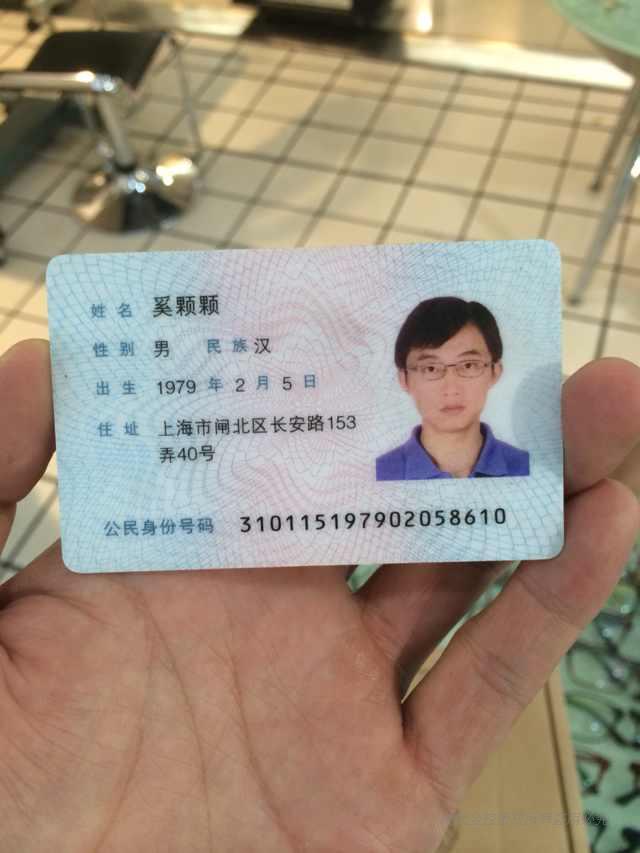 姓名 奚颗颗
性别 男 民族 汉
出生 1979 年 2 月 5 日
住址 上海市闸北区长安路153
弄40号
公民身份号码 310115197902058610